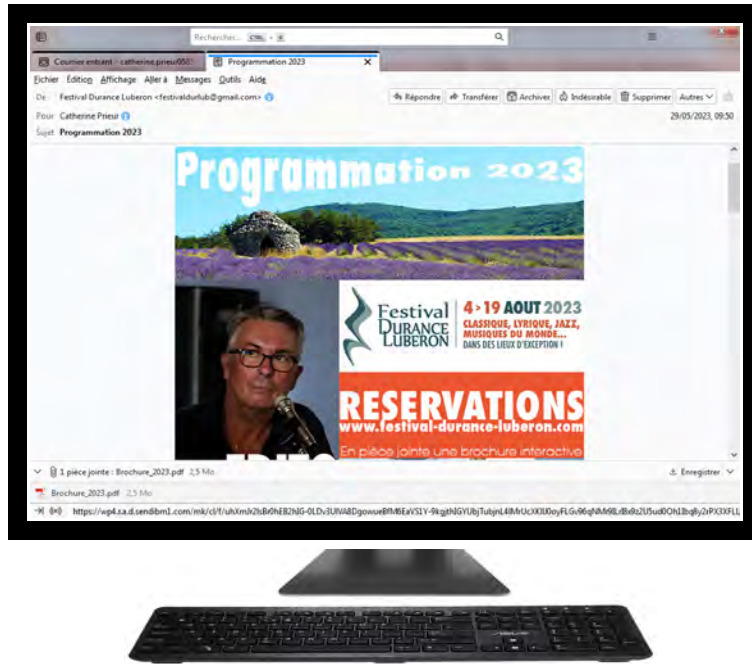 Rechercher... CTRL + K
Courrier entrant - catherine.prieur058
Programmation 2023
Fichier Edition Affichage Aller à Messages Outils Aide
De Festival Durance Luberon <festivaldurlub@gmail.com>
Répondre Transférer Archiver Indésirable Supprimer Autres
Pour Catherine Prieur
29/05/2023, 09:50
Sujet Programmation 2023
Programmation 2023
Festival
DURANCE
LUBERON
4>19 AOUT 2023
CLASSIQUE, LYRIQUE, JAZZ,
MUSIQUES DU MONDE...
DANS DES LIEUX D'EXCEPTION !
RESERVATIONS
www.festival-durance-luberon.com
En pièce jointe une brochure interactive
1 pièce jointe : Brochure_2023.pdf 2,5 Mo
Enregistrer
Brochure_2023.pdf 2,5 Mo
ASUS